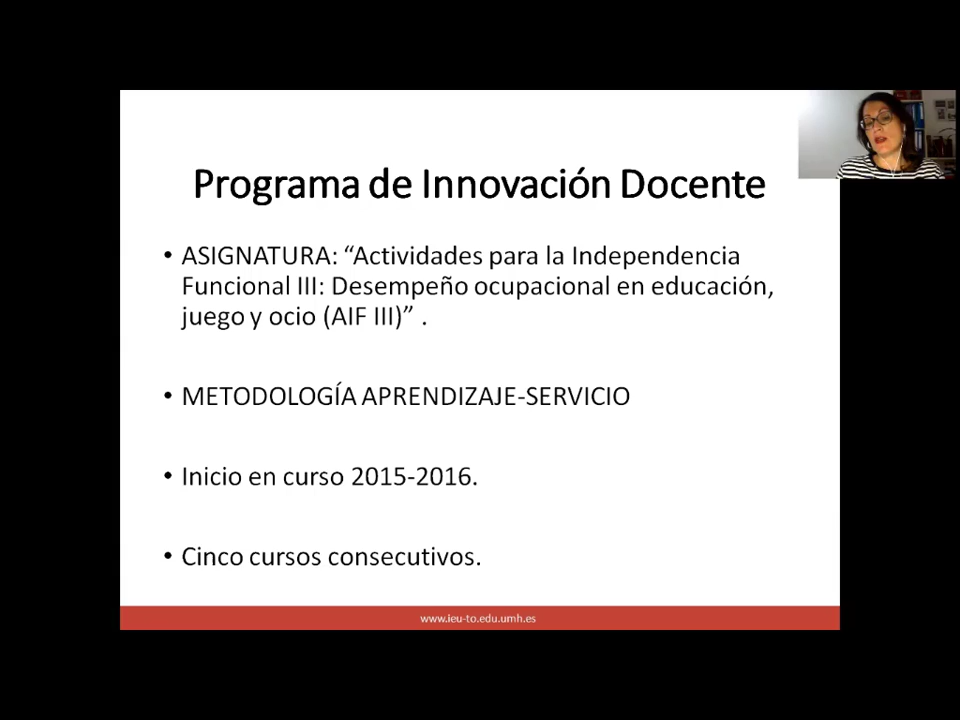 Programa de Innovación Docente
• ASIGNATURA: “Actividades para la Independencia
Funcional III: Desempeño ocupacional en educación,
juego y ocio (AIF III)” .
• METODOLOGÍA APRENDIZAJE-SERVICIO
• Inicio en curso 2015-2016.
• Cinco cursos consecutivos.
www.ieu-to.edu.umh.es